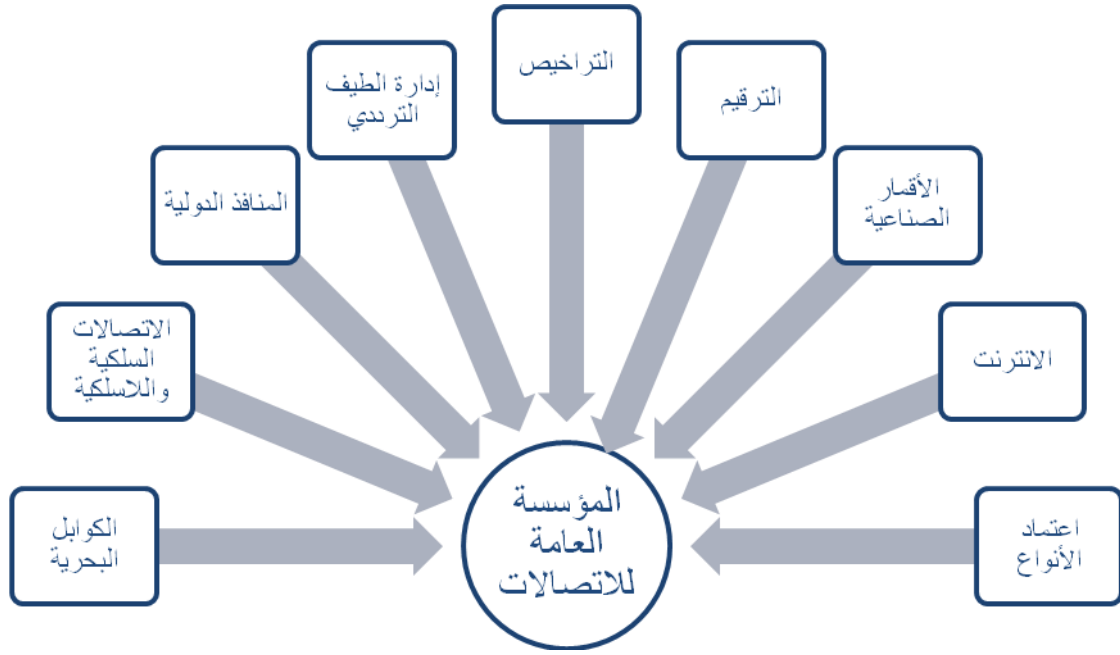 التراخيص
الترقيم
إدارة الطيف
الترددي
الأقمار
الصناعية
المنافذ الدولية
الانترنت
الاتصالات
السلكية
واللاسلكية
اعتماد
الأنواع
الكوابل
البحرية
المؤسسة
العامة
للاتصالات